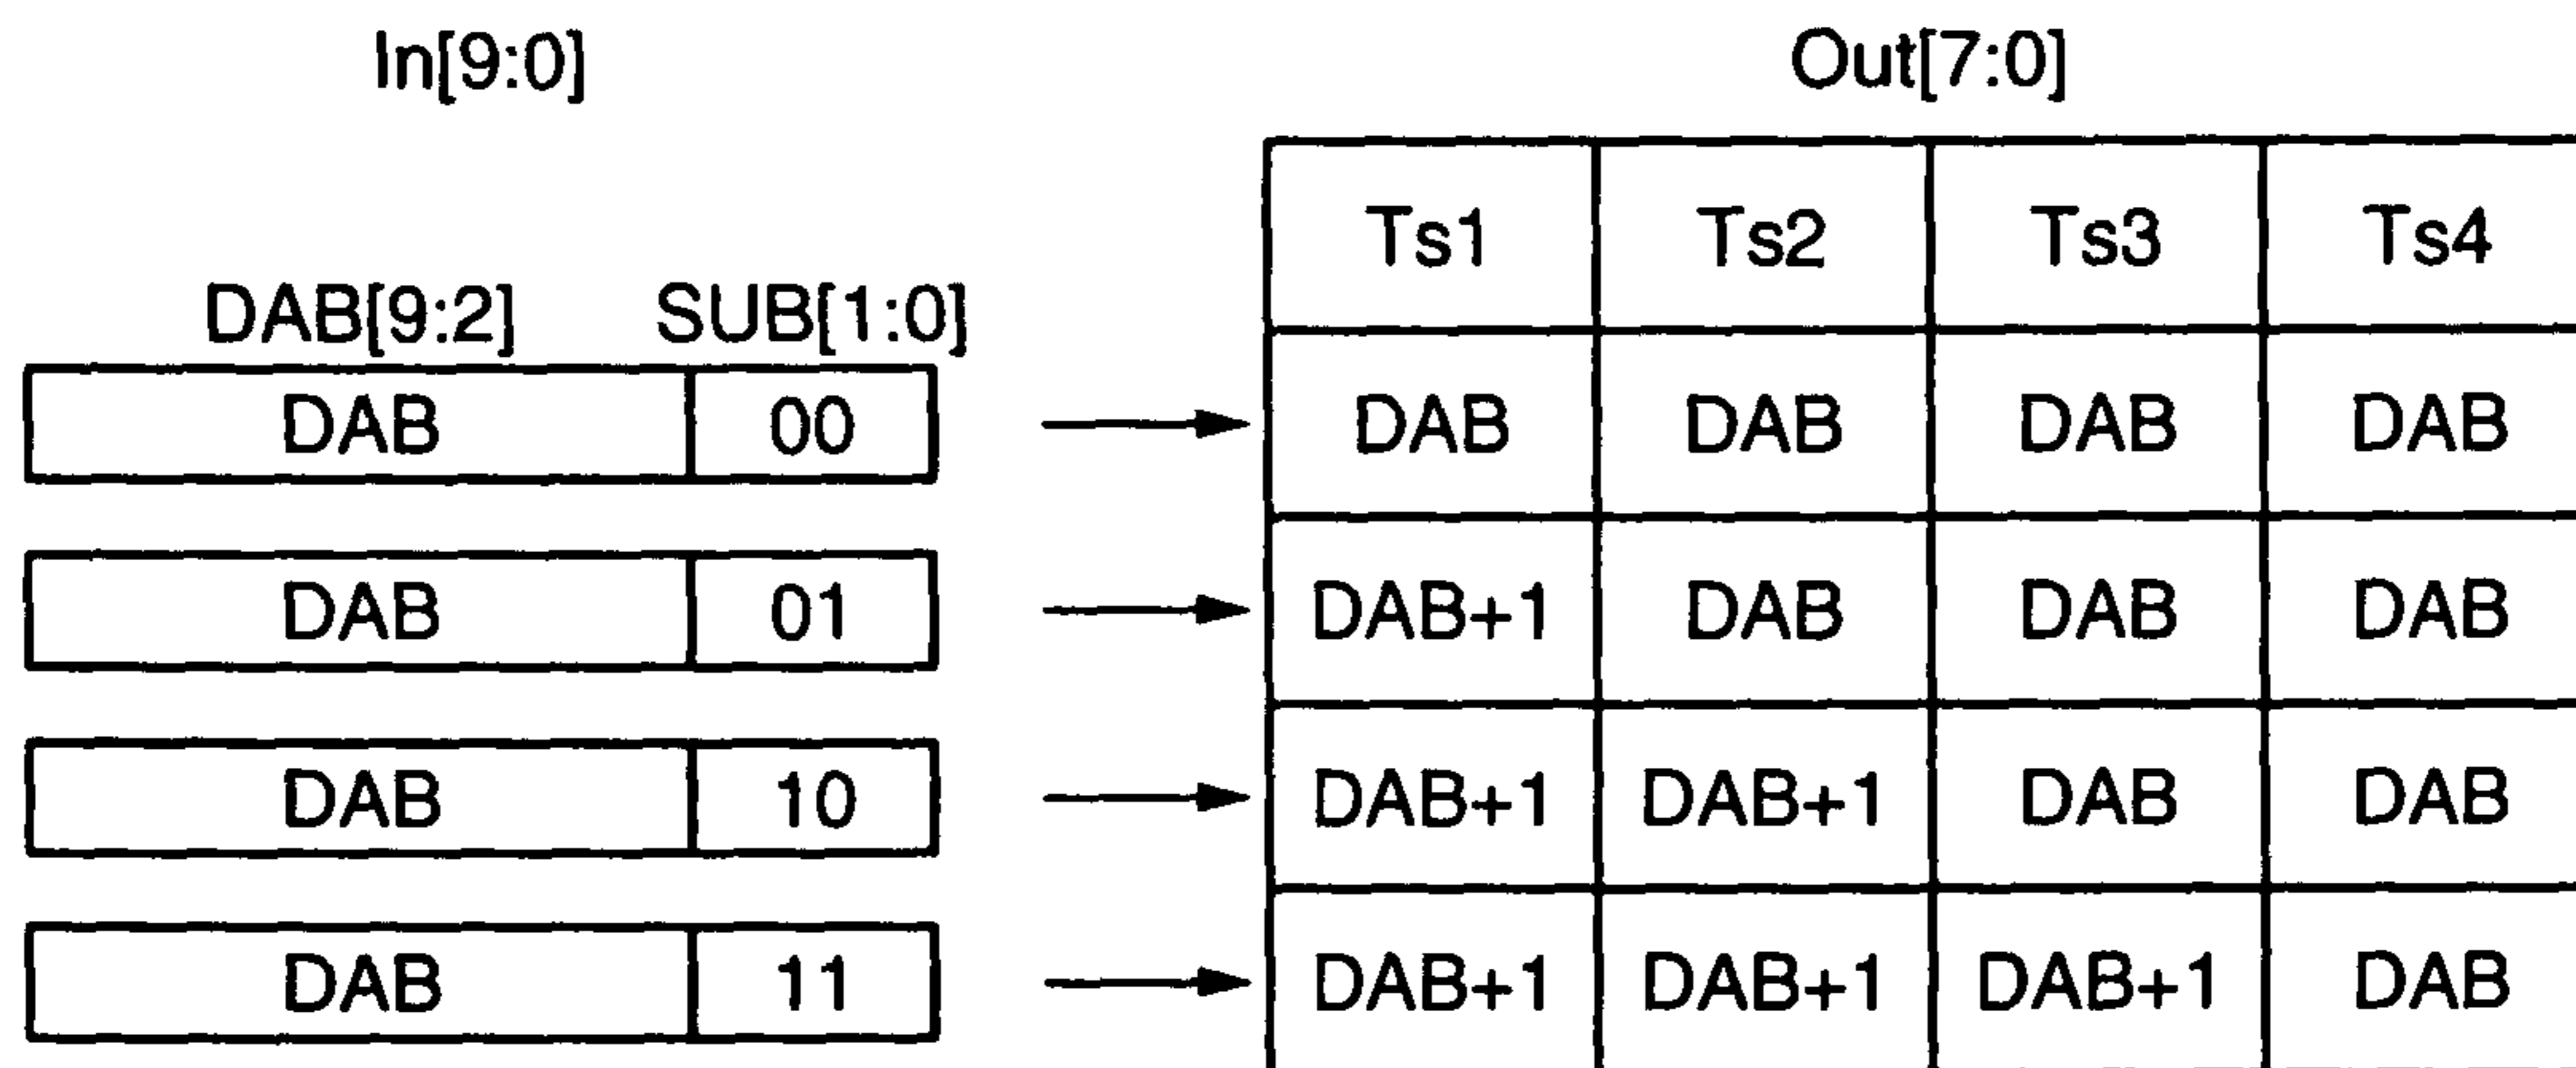 In[9:0] Out[7:0]
Ts1 Ts2 Ts3 Ts4
DAB[9:2] SUB[1:0]
DAB 00 DAB DAB DAB DAB
DAB 01 DAB+1 DAB DAB DAB
DAB 10 DAB+1 DAB+1 DAB DAB
DAB 11 DAB+1 DAB+1 DAB+1 DAB